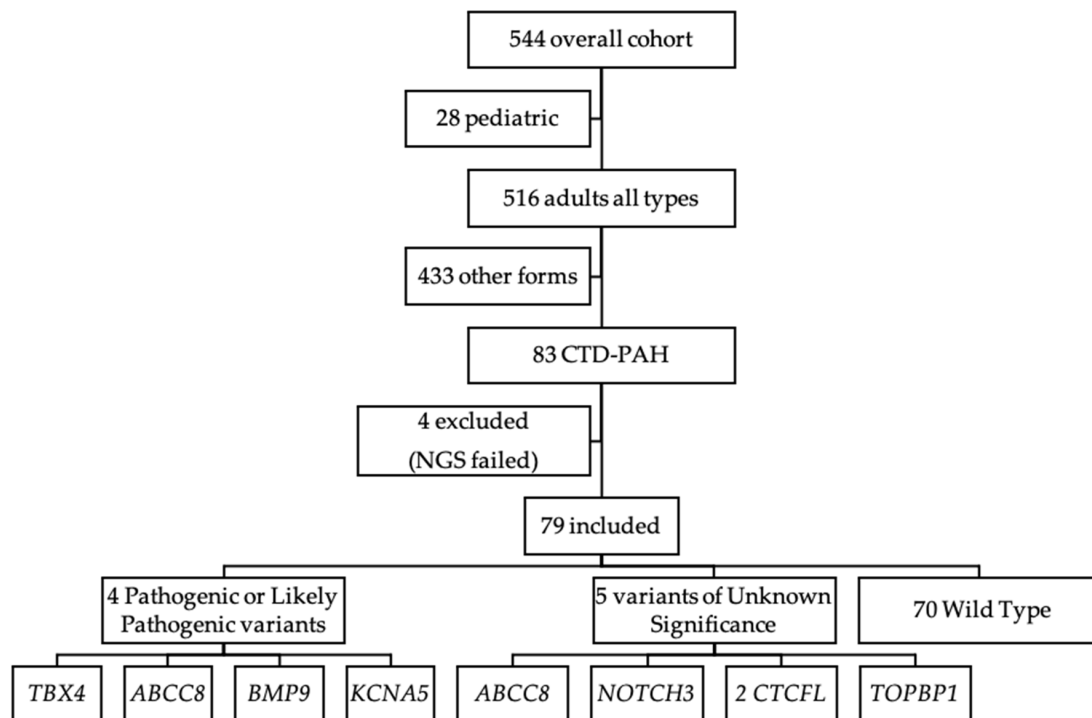 544 overall cohort
28 pediatric
516 adults all types
433 other forms
83 CTD-PAH
4 excluded
(NGS failed)
79 included
4 Pathogenic or Likely
Pathogenic variants
5 variants of Unknown
Significance
70 Wild Type
TBX4
ABCC8
BMP9
KCNA5
ABCC8
NOTCH3
2 CTCFL
TOPBP1